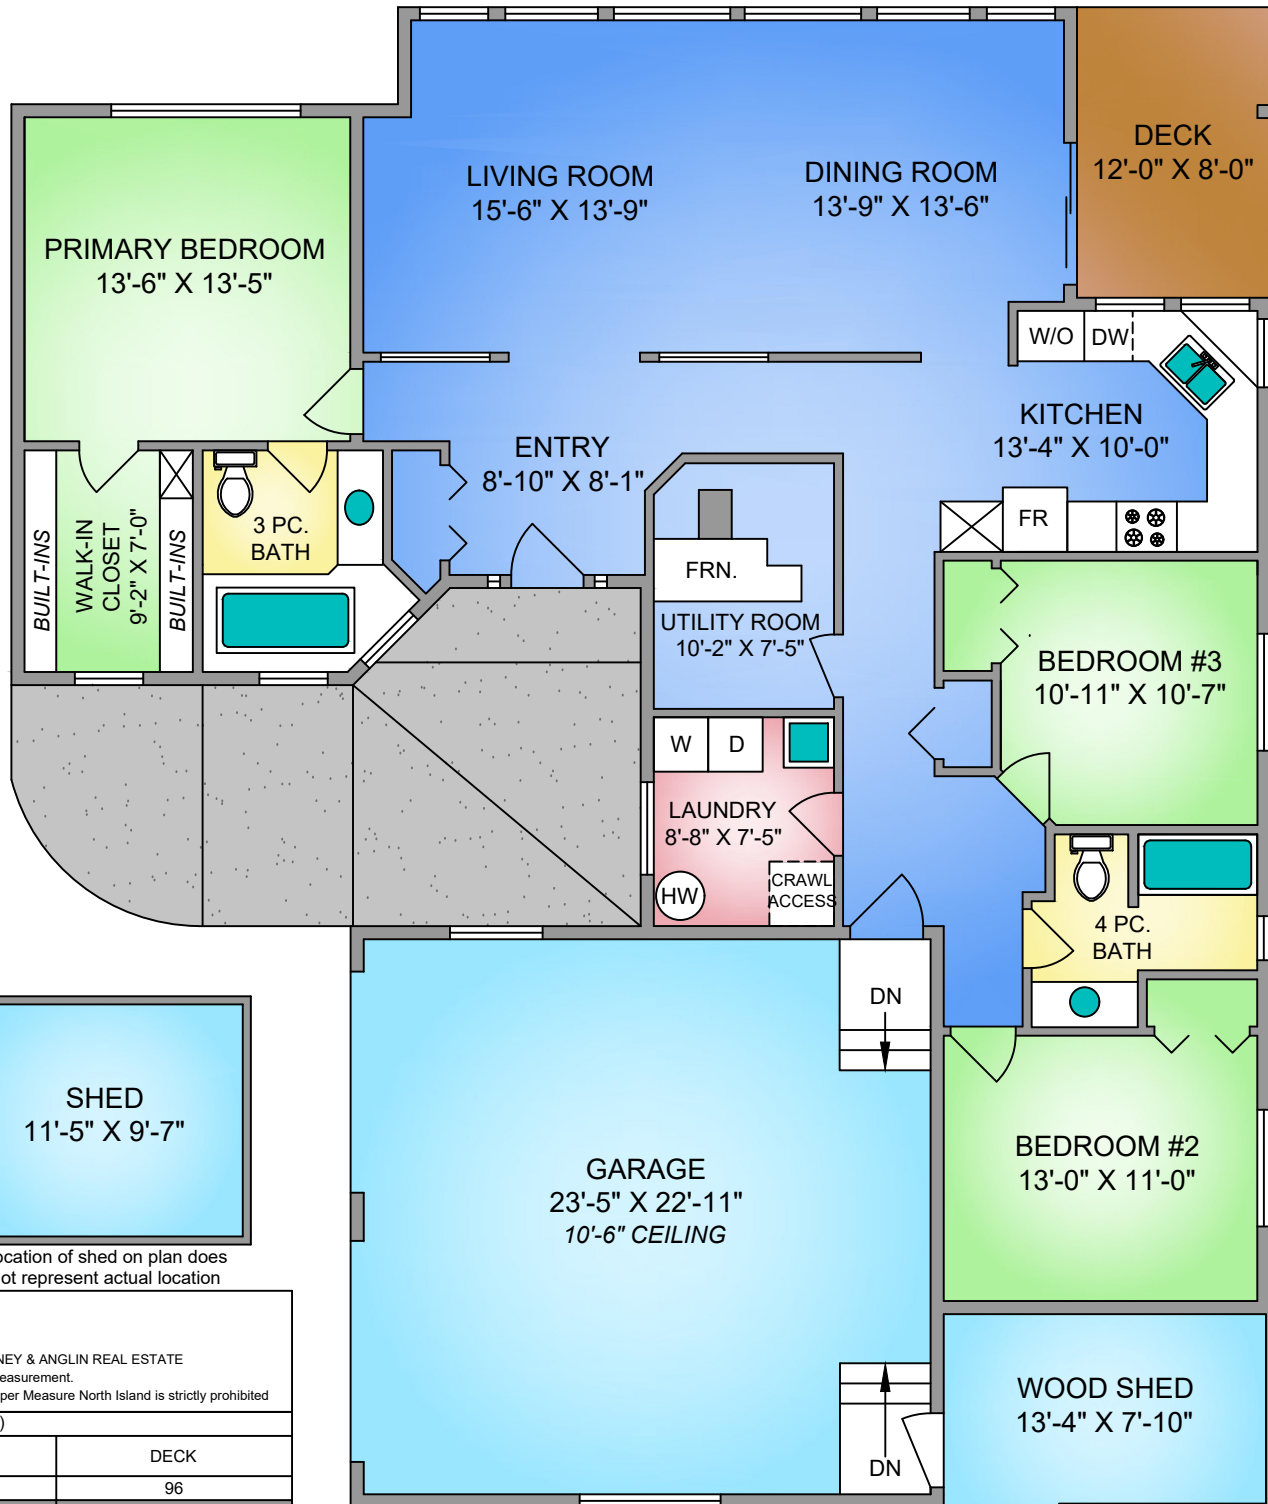 DECK
12'-0" X 8'-0"
LIVING ROOM
15'-6" X 13'-9"
DINING ROOM
13'-9" X 13'-6"
PRIMARY BEDROOM
13'-6" X 13'-5"
W/O
DW
KITCHEN
13'-4" X 10'-0"
ENTRY
8'-10" X 8'-1"
FR
BUILT-INS
WALK-IN
CLOSET
9'-2" X 7'-0"
BUILT-INS
3 PC.
BATH
FRN.
UTILITY ROOM
10'-2" X 7'-5"
BEDROOM #3
10'-11" X 10'-7"
W
D
LAUNDRY
8'-8" X 7'-5"
HW
CRAWL
ACCESS
4 PC.
BATH
DN
SHED
11'-5" X 9'-7"
GARAGE
23'-5" X 22'-11"
10'-6" CEILING
BEDROOM #2
13'-0" X 11'-0"
ocation of shed on plan does
ot represent actual location
NEY & ANGLIN REAL ESTATE
easurement.
per Measure North Island is strictly prohibited
)
DECK
96
WOOD SHED
13'-4" X 7'-10"
DN